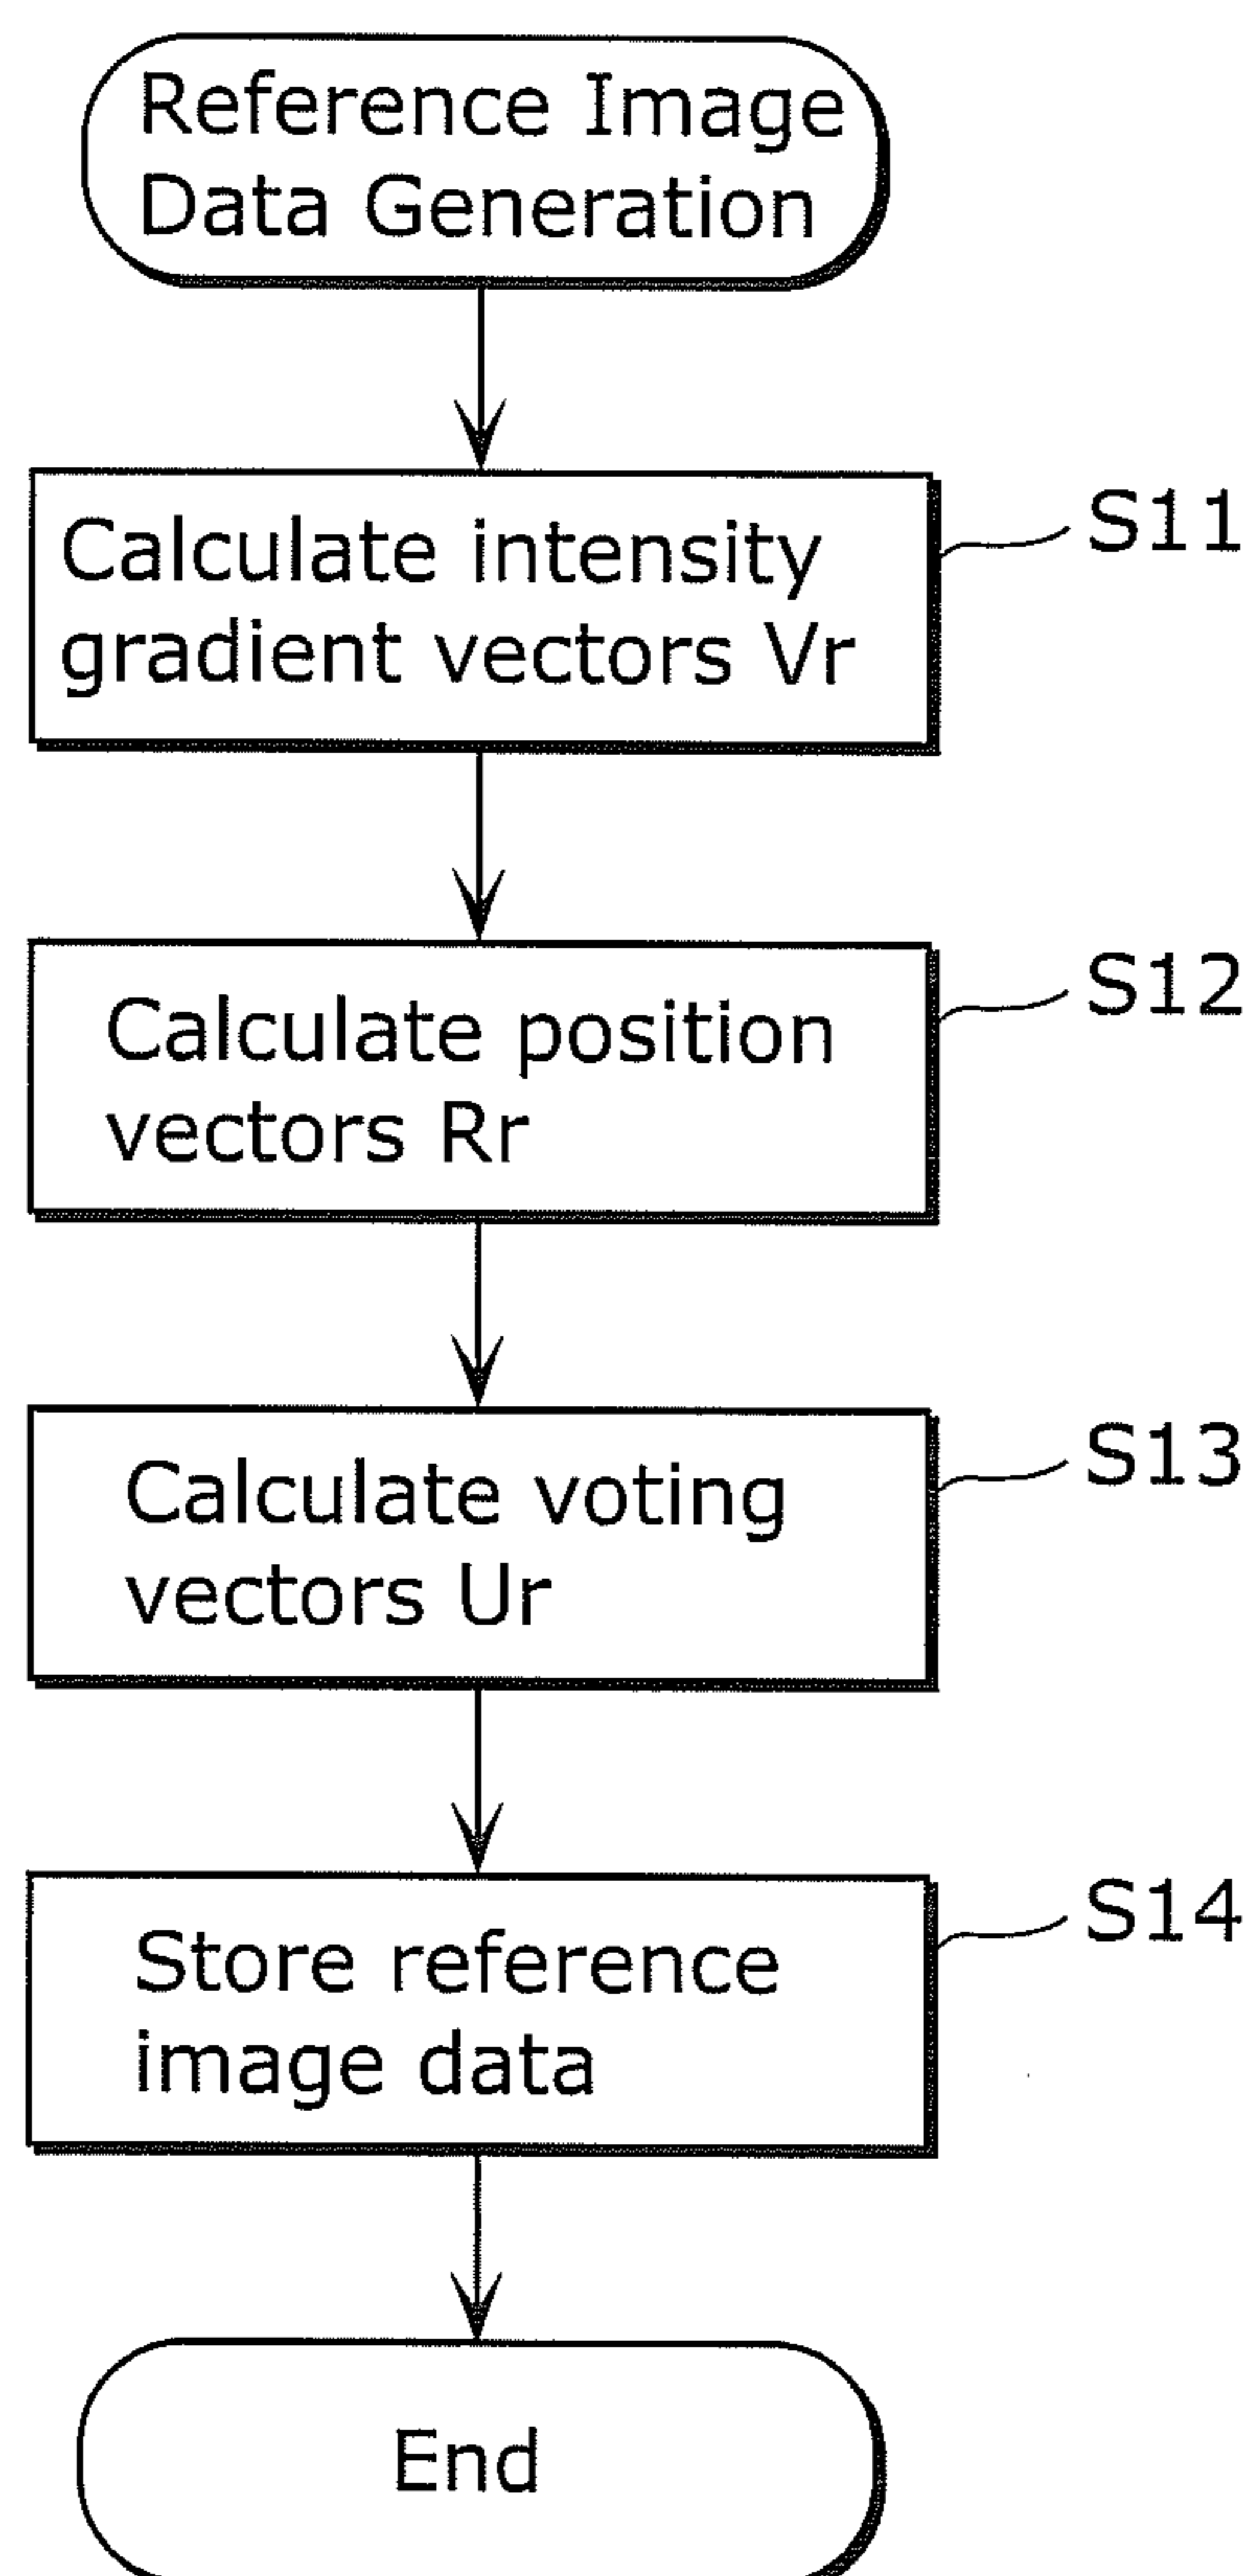 Reference Image
Data Generation
Calculate intensity
gradient vectors Vr
S11
Calculate position
vectors Rr
S12
Calculate voting
vectors Ur
S13
Store reference
image data
S14
End